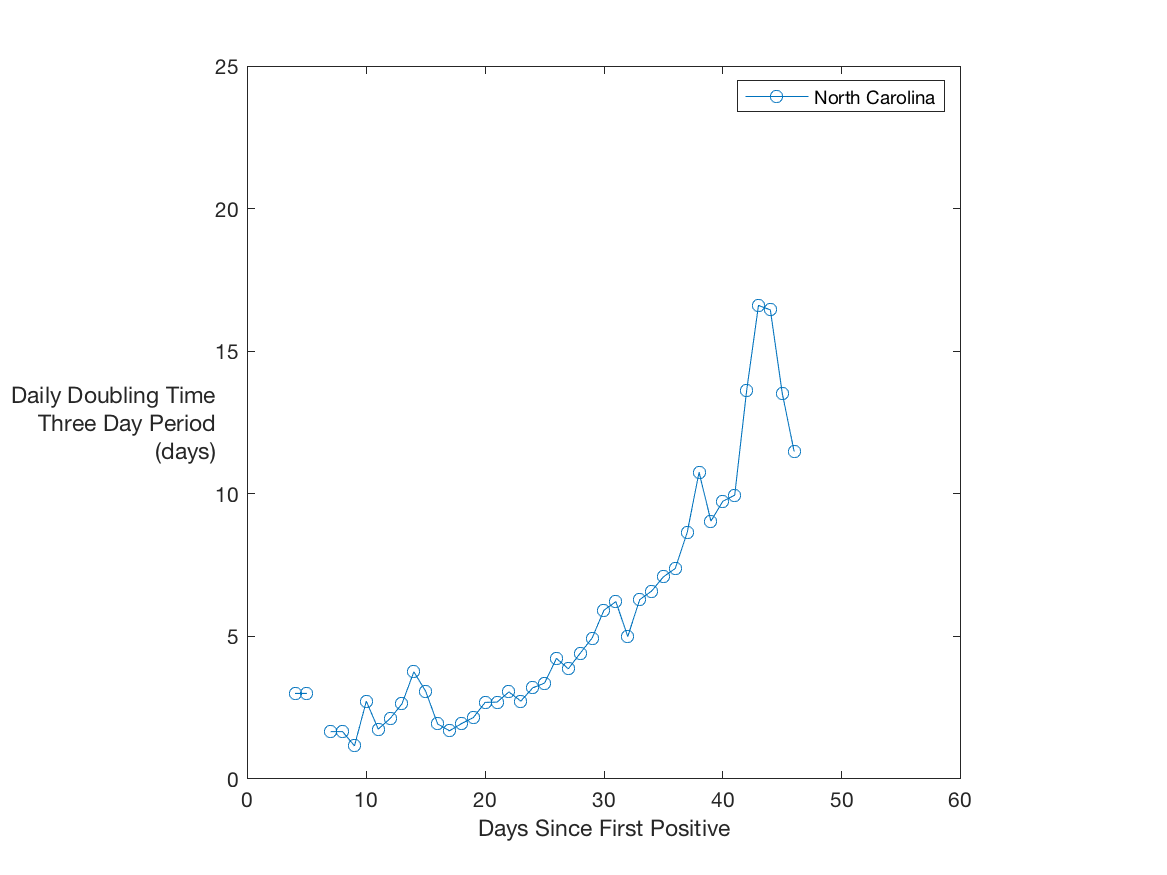 25
20
15
10
5
0
Daily Doubling Time
Three Day Period
(days)
North Carolina
0 10 20 30 40 50 60
Days Since First Positive